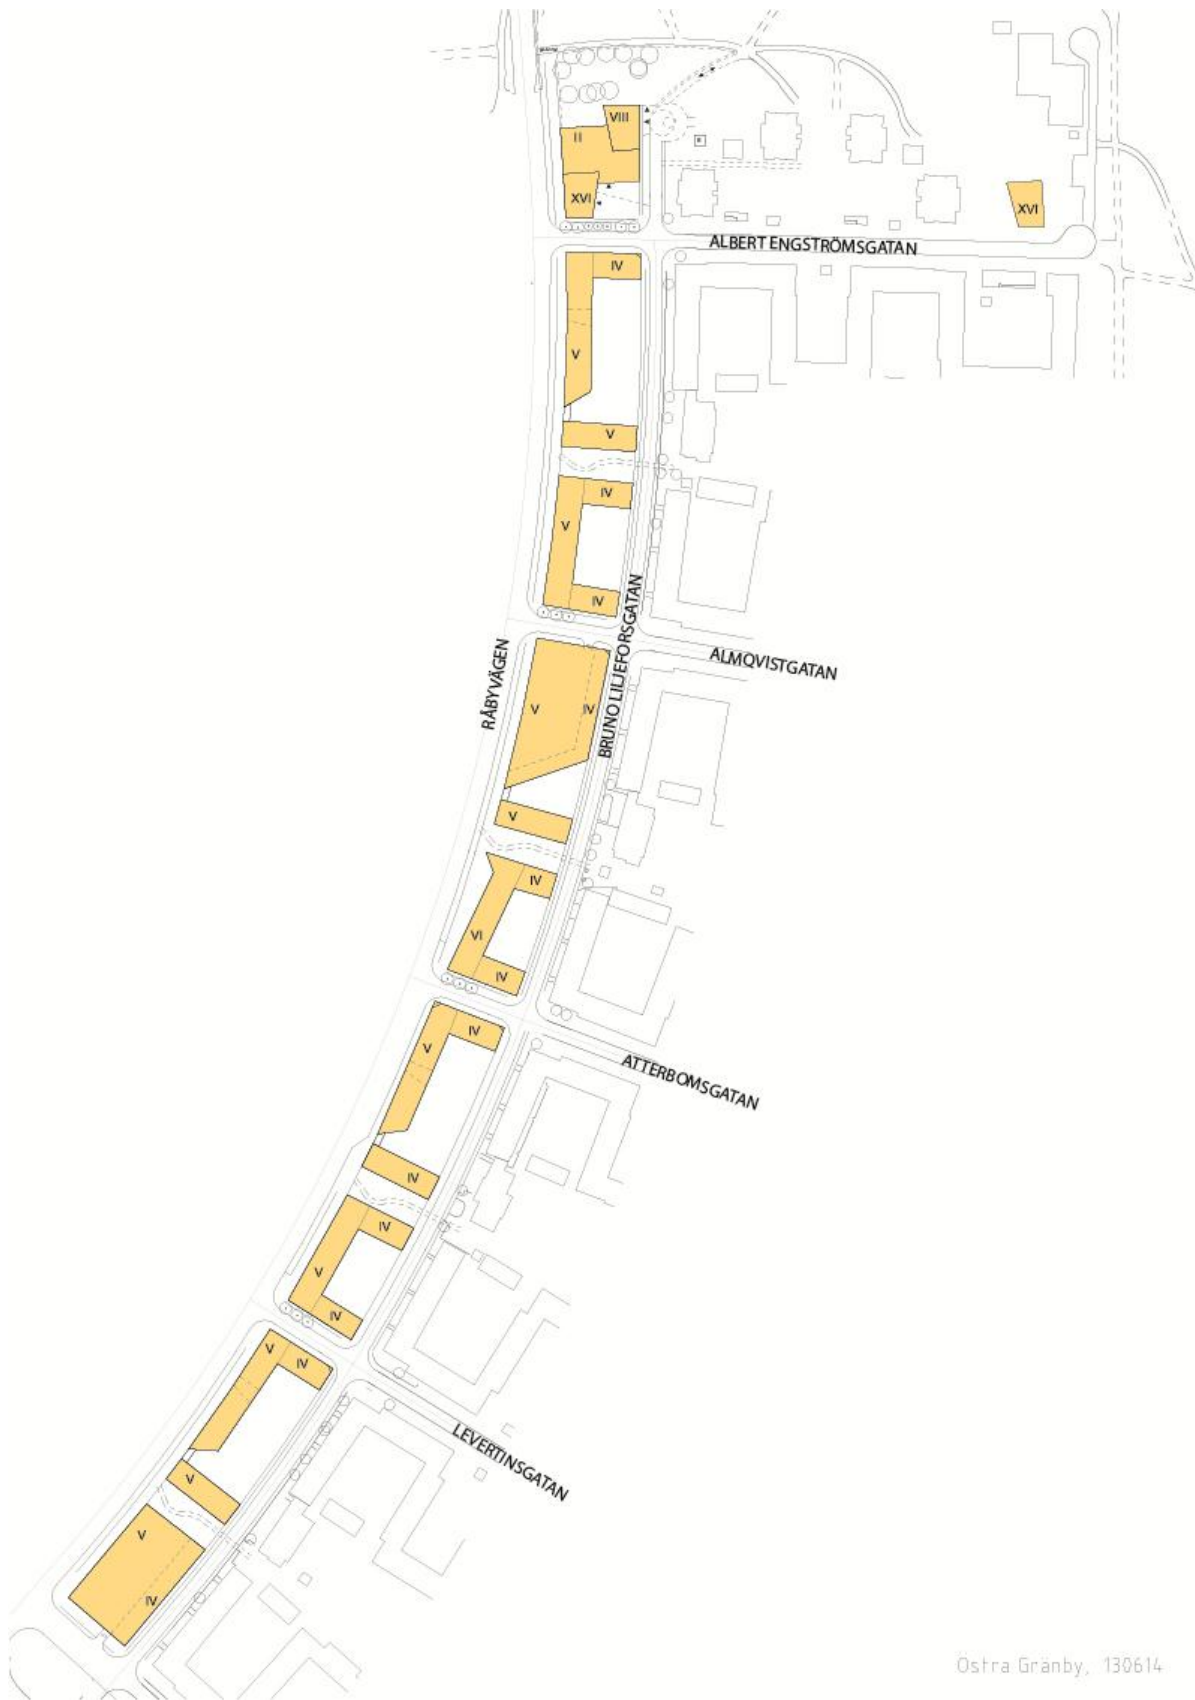 VIII
II
XVI
XVI
ALBERT ENGSTRÖMSGATAN
IV
V
V
IV
V
IV
BRUNO LILJEFORSGATAN
RÅBYVÄGEN
ALMQVISTGATAN
V
IV
V
IV
VI
IV
IV
V
ATTERBOMSGATAN
IV
IV
V
IV
V
IV
LEVERTINSGATAN
V
V
IV
Östra Gränby, 130614